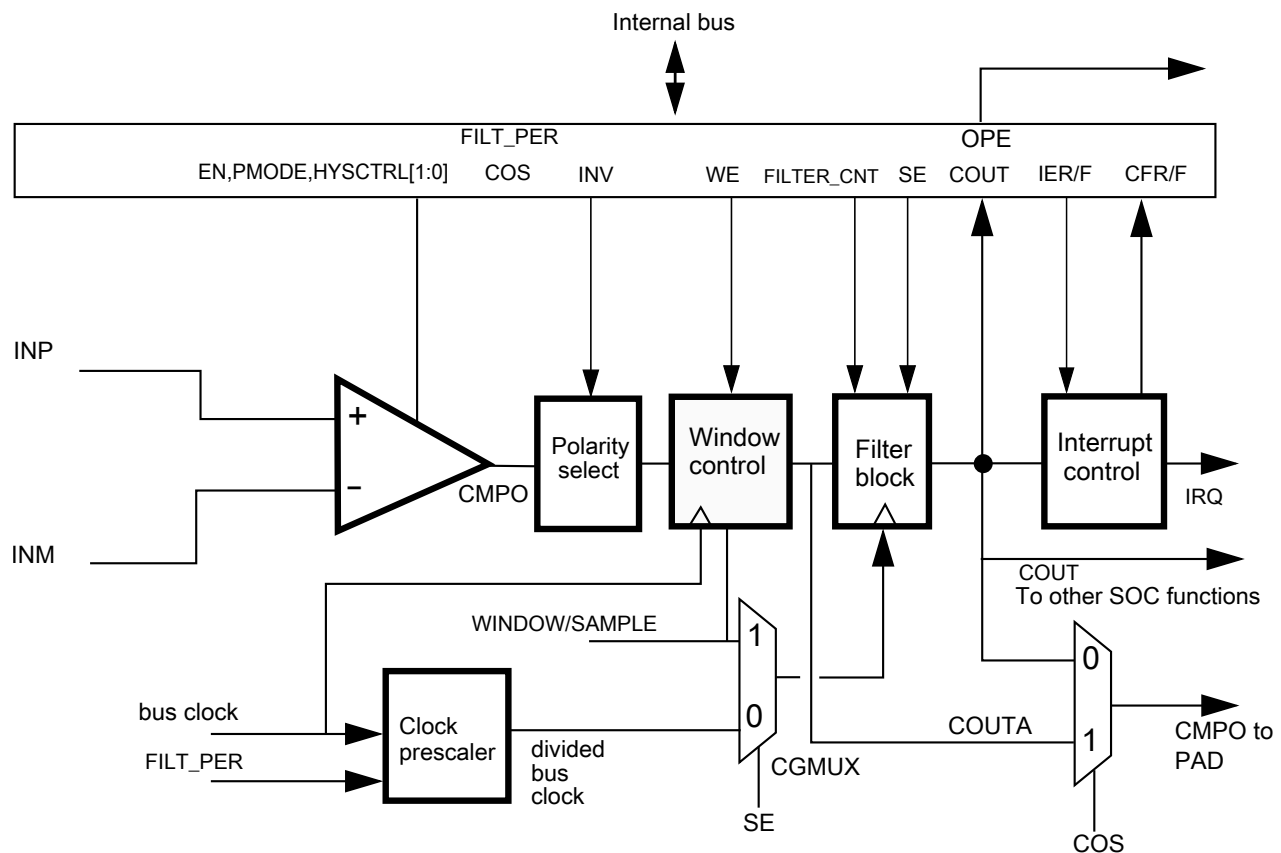 Internal bus
FILT_PER
OPE
EN,PMODE,HYSCTRL[1:0]
COS
INV
WE
FILTER_CNT
SE
COUT
IER/F
CFR/F
INP
+
Polarity
select
Window
control
Filter
block
Interrupt
control
–
CMPO
IRQ
INM
COUT
To other SOC functions
WINDOW/SAMPLE
1
0
0
bus clock
Clock
prescaler
FILT_PER
divided
bus
clock
CGMUX
COUTA
1
CMPO to
PAD
SE
COS